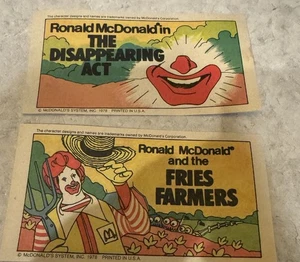 The character designs and names are trademarks owned by McDonald's Corporation.
Ronald McDonald in
THE
DISAPPEARING
ACT
© McDONALD'S SYSTEM, INC. 1979 PRINTED IN U.S.A.
The character designs and names are trademarks owned by McDonald's Corporation.
Ronald McDonald®
and the
FRIES
FARMERS
© McDONALD'S SYSTEM, INC. 1979 PRINTED IN U.S.A.